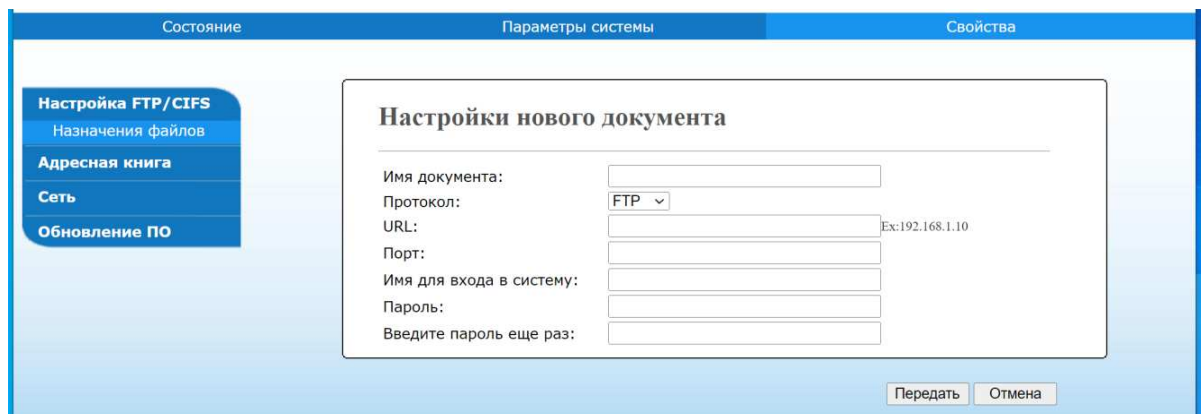 Состояние
Параметры системы
Свойства
Настройка FTP/CIFS
Назначения файлов
Адресная книга
Сеть
Обновление ПО
Настройки нового документа
Имя документа:
Протокол: FTP
URL: Ex:192.168.1.10
Порт:
Имя для входа в систему:
Пароль:
Введите пароль еще раз:
Передать Отмена